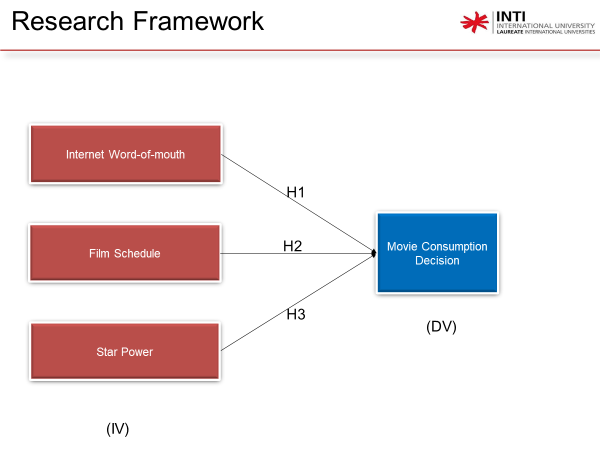 Research Framework
INTI
INTERNATIONAL UNIVERSITY
LAUREATE INTERNATIONAL UNIVERSITIES
Internet Word-of-mouth
H1
Film Schedule
H2
Movie Consumption
Decision
H3
(DV)
Star Power
(IV)